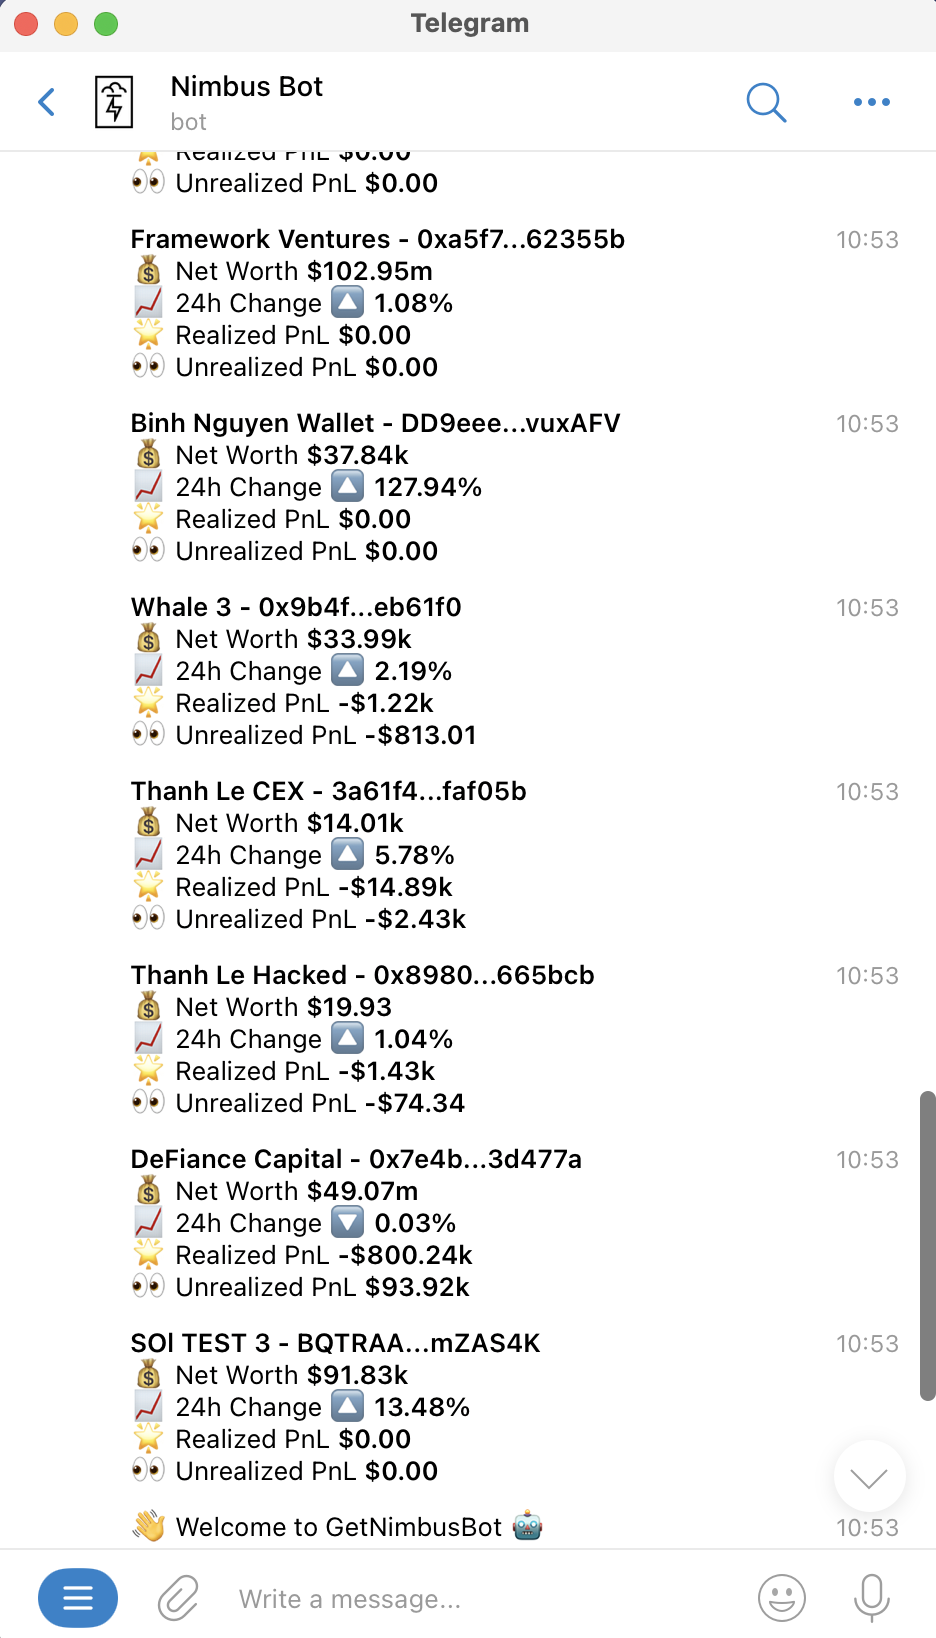 Telegram
Nimbus Bot
bot
Realized PnL $0.00
Unrealized PnL $0.00
Framework Ventures - 0xa5f7...62355b 10:53
Net Worth $102.95m
24h Change 1.08%
Realized PnL $0.00
Unrealized PnL $0.00
Binh Nguyen Wallet - DD9eee...vuxAFV 10:53
Net Worth $37.84k
24h Change 127.94%
Realized PnL $0.00
Unrealized PnL $0.00
Whale 3 - 0x9b4f...eb61f0 10:53
Net Worth $33.99k
24h Change 2.19%
Realized PnL -$1.22k
Unrealized PnL -$813.01
Thanh Le CEX - 3a61f4...faf05b 10:53
Net Worth $14.01k
24h Change 5.78%
Realized PnL -$14.89k
Unrealized PnL -$2.43k
Thanh Le Hacked - 0x8980...665bcb 10:53
Net Worth $19.93
24h Change 1.04%
Realized PnL -$1.43k
Unrealized PnL -$74.34
DeFiance Capital - 0x7e4b...3d477a 10:53
Net Worth $49.07m
24h Change 0.03%
Realized PnL -$800.24k
Unrealized PnL $93.92k
SOl TEST 3 - BQTRAA...mZAS4K 10:53
Net Worth $91.83k
24h Change 13.48%
Realized PnL $0.00
Unrealized PnL $0.00
Welcome to GetNimbusBot 10:53
Write a message...